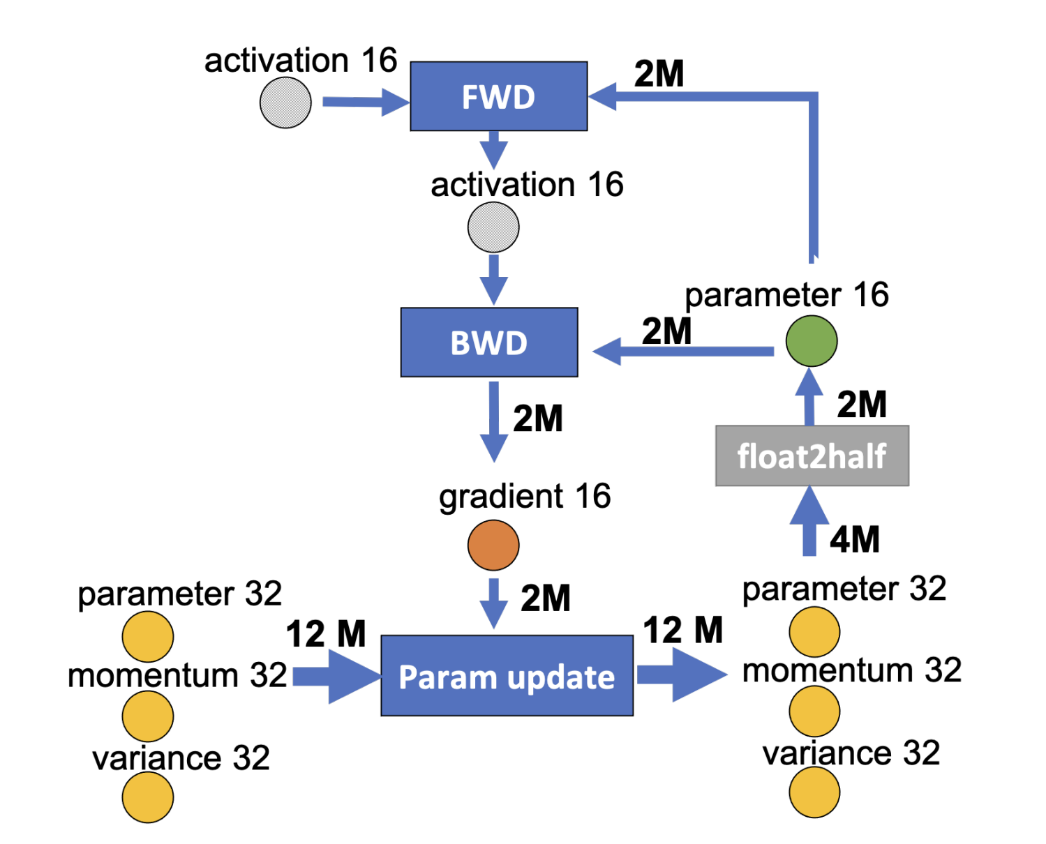 activation 16
FWD
2M
activation 16
parameter 16
BWD
2M
2M
2M
float2half
gradient 16
4M
2M
parameter 32
12 M
momentum 32
variance 32
Param update
12 M
parameter 32
momentum 32
variance 32